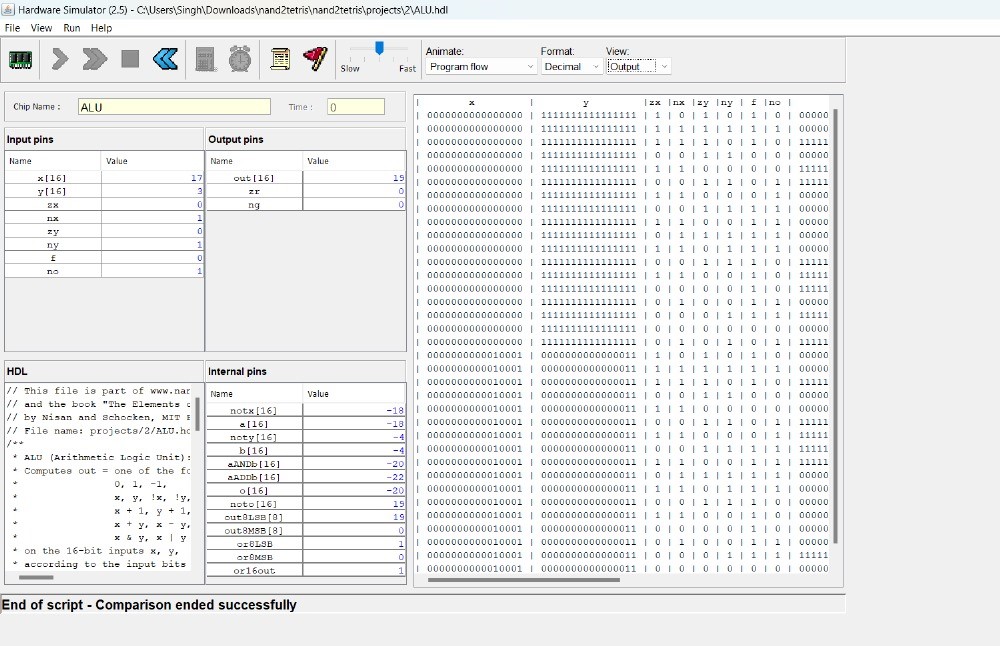 Hardware Simulator (2.5) - C:\Users\Singh\Downloads\nand2tetris\nand2tetris\projects\2\ALU.hdl
File View Run Help
Slow Fast
Animate: Format: View:
Program flow Decimal Output
Chip Name : ALU Time : 0
Input pins
Name Value
x[16] 17
y[16] 3
zx 0
nx 1
zy 0
ny 1
f 0
no 1
Output pins
Name Value
out[16] 19
zr 0
ng 0
HDL
// This file is part of www.nan
// and the book "The Elements o
// by Nisan and Schocken, MIT P
// File name: projects/2/ALU.hd
/**
* ALU (Arithmetic Logic Unit):
* Computes out = one of the fo
* 0, 1, -1,
* x, y, !x, !y,
* x + 1, y + 1,
* x + y, x - y,
* x & y, x | y
* on the 16-bit inputs x, y,
* according to the input bits
Internal pins
Name Value
notx[16] -18
a[16] -18
noty[16] -4
b[16] -4
aANDb[16] -20
aADDb[16] -22
o[16] -20
noto[16] 19
out8LSB[8] 19
out8MSB[8] 0
or8LSB 1
or8MSB 0
or16out 1
| x | y |zx |nx |zy |ny | f |no |
| 0000000000000000 | 1111111111111111 | 1 | 0 | 1 | 0 | 1 | 0 | 00000
| 0000000000000000 | 1111111111111111 | 1 | 1 | 1 | 1 | 1 | 1 | 00000
| 0000000000000000 | 1111111111111111 | 1 | 1 | 1 | 0 | 1 | 0 | 11111
| 0000000000000000 | 1111111111111111 | 0 | 0 | 1 | 1 | 0 | 0 | 00000
| 0000000000000000 | 1111111111111111 | 1 | 1 | 0 | 0 | 0 | 0 | 11111
| 0000000000000000 | 1111111111111111 | 0 | 0 | 1 | 1 | 0 | 1 | 11111
| 0000000000000000 | 1111111111111111 | 1 | 1 | 0 | 0 | 0 | 1 | 00000
| 0000000000000000 | 1111111111111111 | 0 | 0 | 1 | 1 | 1 | 1 | 00000
| 0000000000000000 | 1111111111111111 | 1 | 1 | 0 | 0 | 1 | 1 | 00000
| 0000000000000000 | 1111111111111111 | 0 | 1 | 1 | 1 | 1 | 1 | 00000
| 0000000000000000 | 1111111111111111 | 1 | 1 | 0 | 1 | 1 | 1 | 00000
| 0000000000000000 | 1111111111111111 | 0 | 0 | 1 | 1 | 1 | 0 | 11111
| 0000000000000000 | 1111111111111111 | 1 | 1 | 0 | 0 | 1 | 0 | 11111
| 0000000000000000 | 1111111111111111 | 0 | 0 | 0 | 0 | 1 | 0 | 11111
| 0000000000000000 | 1111111111111111 | 0 | 1 | 0 | 0 | 1 | 1 | 00000
| 0000000000000000 | 1111111111111111 | 0 | 0 | 0 | 1 | 1 | 1 | 11111
| 0000000000000000 | 1111111111111111 | 0 | 0 | 0 | 0 | 0 | 0 | 00000
| 0000000000000000 | 1111111111111111 | 0 | 1 | 0 | 1 | 0 | 1 | 11111
| 0000000000010001 | 0000000000000011 | 1 | 0 | 1 | 0 | 1 | 0 | 00000
| 0000000000010001 | 0000000000000011 | 1 | 1 | 1 | 1 | 1 | 1 | 00000
| 0000000000010001 | 0000000000000011 | 1 | 1 | 1 | 0 | 1 | 0 | 11111
| 0000000000010001 | 0000000000000011 | 0 | 0 | 1 | 1 | 0 | 0 | 00000
| 0000000000010001 | 0000000000000011 | 1 | 1 | 0 | 0 | 0 | 0 | 00000
| 0000000000010001 | 0000000000000011 | 0 | 0 | 1 | 1 | 0 | 1 | 11111
| 0000000000010001 | 0000000000000011 | 1 | 1 | 0 | 0 | 0 | 1 | 11111
| 0000000000010001 | 0000000000000011 | 0 | 0 | 1 | 1 | 1 | 1 | 11111
| 0000000000010001 | 0000000000000011 | 1 | 1 | 0 | 0 | 1 | 1 | 11111
| 0000000000010001 | 0000000000000011 | 0 | 1 | 1 | 1 | 1 | 1 | 00000
| 0000000000010001 | 0000000000000011 | 1 | 1 | 0 | 1 | 1 | 1 | 00000
| 0000000000010001 | 0000000000000011 | 0 | 0 | 1 | 1 | 1 | 0 | 00000
| 0000000000010001 | 0000000000000011 | 1 | 1 | 0 | 0 | 1 | 0 | 00000
| 0000000000010001 | 0000000000000011 | 0 | 0 | 0 | 0 | 1 | 0 | 00000
| 0000000000010001 | 0000000000000011 | 0 | 1 | 0 | 0 | 1 | 1 | 00000
| 0000000000010001 | 0000000000000011 | 0 | 0 | 0 | 1 | 1 | 1 | 11111
| 0000000000010001 | 0000000000000011 | 0 | 0 | 0 | 0 | 0 | 0 | 00000
End of script - Comparison ended successfully